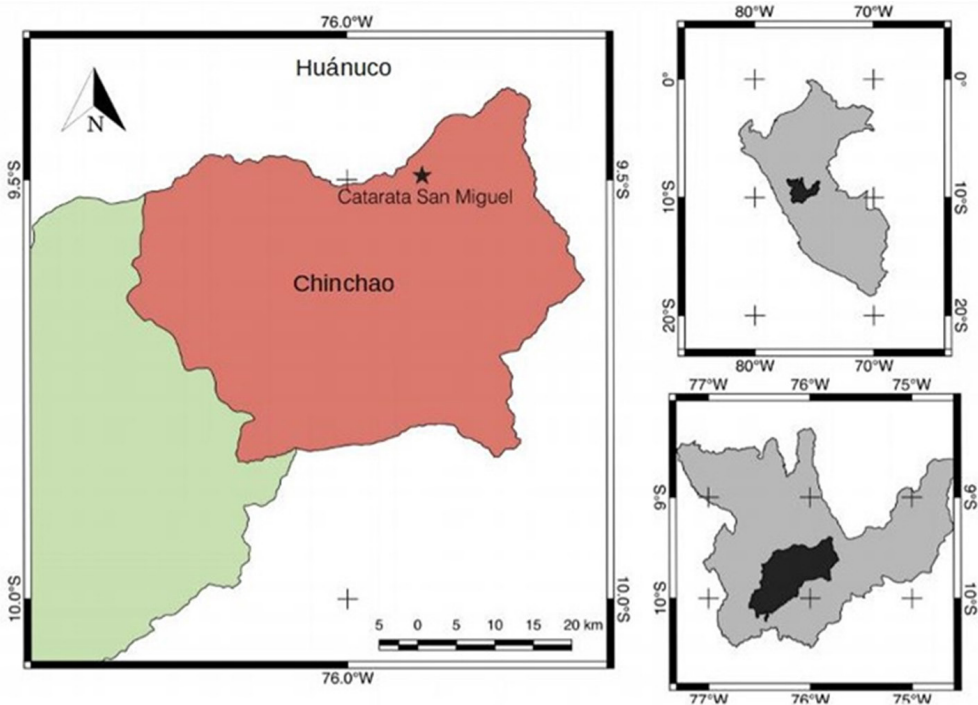 76.0°W
Huánuco
N
9.5°S
9.5°S
Catarata San Miguel
Chinchao
10.0°S
10.0°S
5 0 5 10 15 20 km
76.0°W
80°W 70°W
0° 0°
10°S 10°S
20°S 20°S
80°W 70°W
77°W 76°W 75°W
9°S 9°S
10°S 10°S
77°W 76°W 75°W